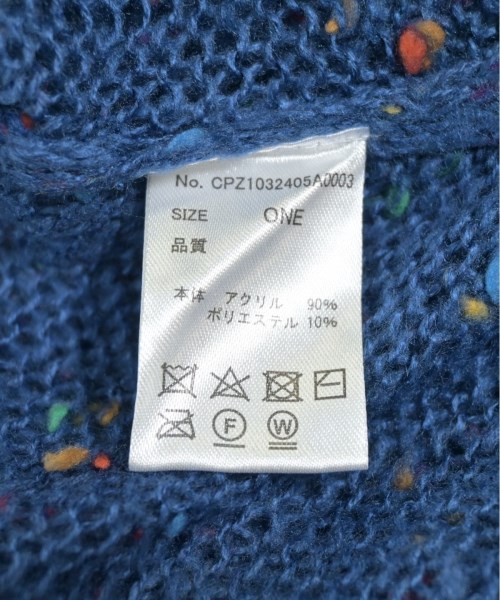 No. CPZ1032405A0003
SIZE ONE
品質
本体 アクリル 90%
ポリエステル 10%
F W